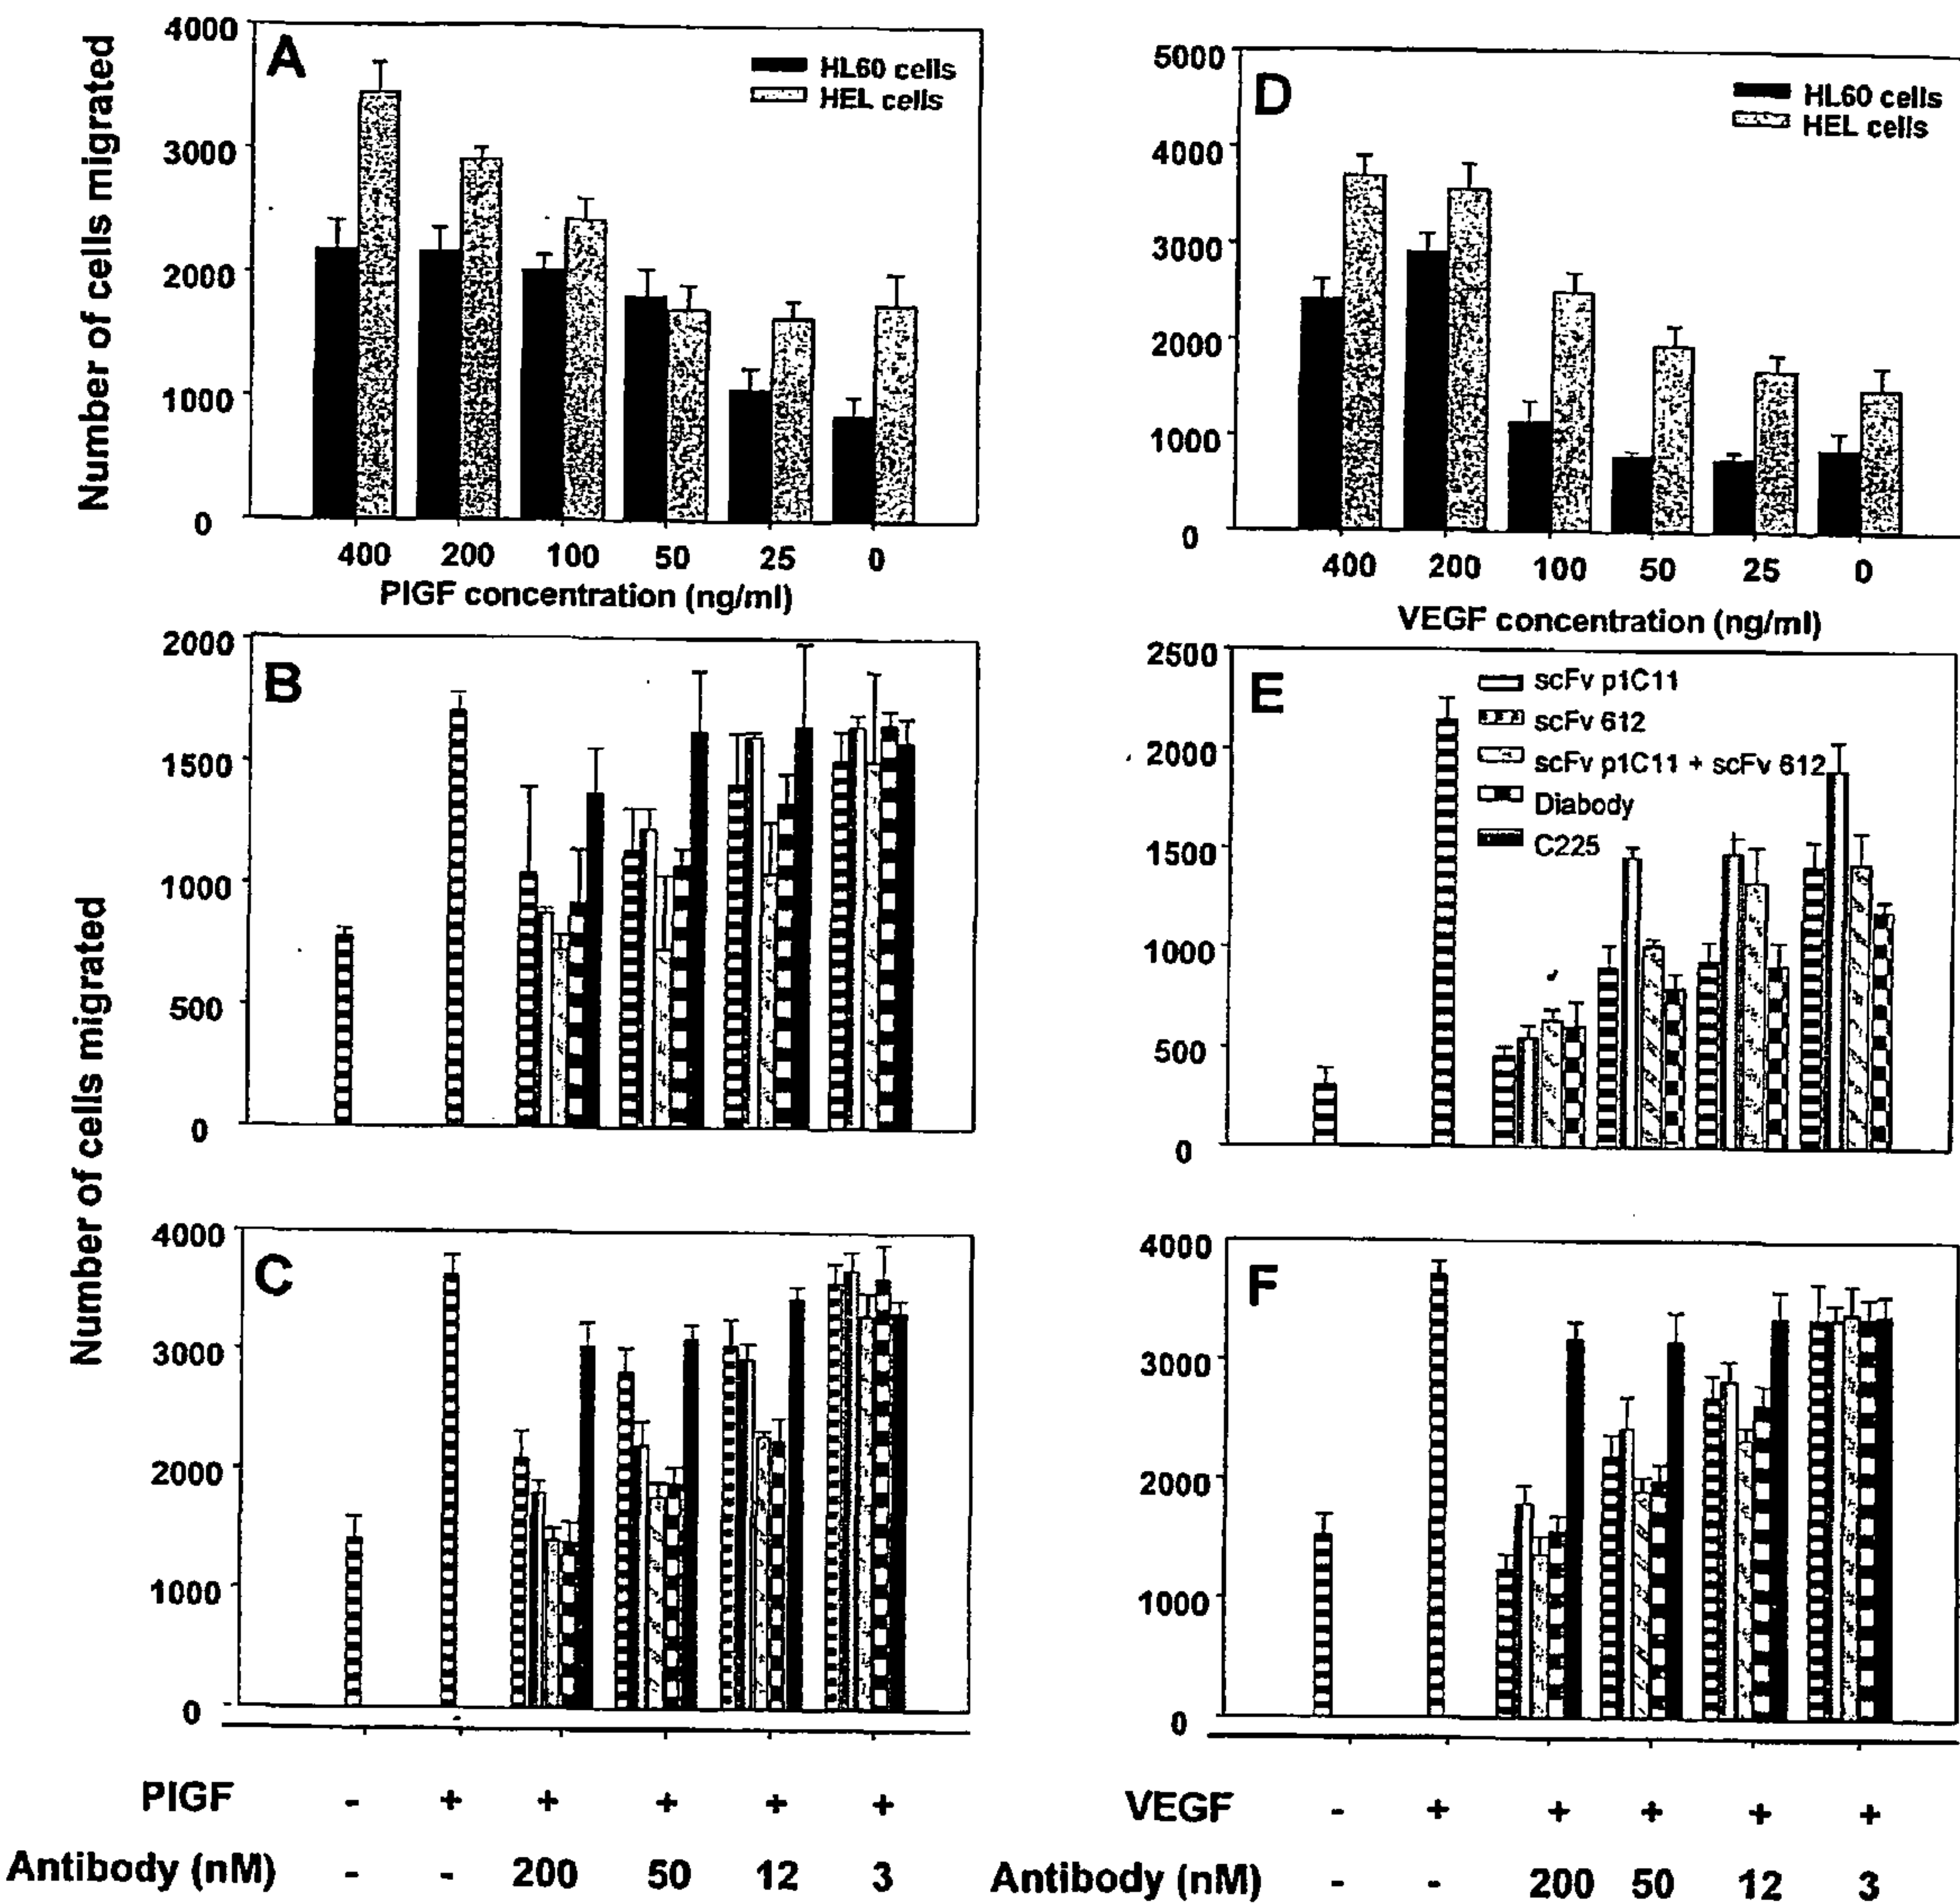 A
Number of cells migrated
4000
3000
2000
1000
0
HL60 cells
HEL cells
400 200 100 50 25 0
PIGF concentration (ng/ml)
D
5000
4000
3000
2000
1000
0
HL60 cells
HEL cells
400 200 100 50 25 0
VEGF concentration (ng/ml)
B
Number of cells migrated
2000
1500
1000
500
0
E
2500
2000
1500
1000
500
0
scFv p1C11
scFv 612
scFv p1C11 + scFv 612
Diabody
C225
C
4000
3000
2000
1000
0
F
4000
3000
2000
1000
0
PIGF - + + + + +
Antibody (nM) - - 200 50 12 3
VEGF - + + + + +
Antibody (nM) - - 200 50 12 3